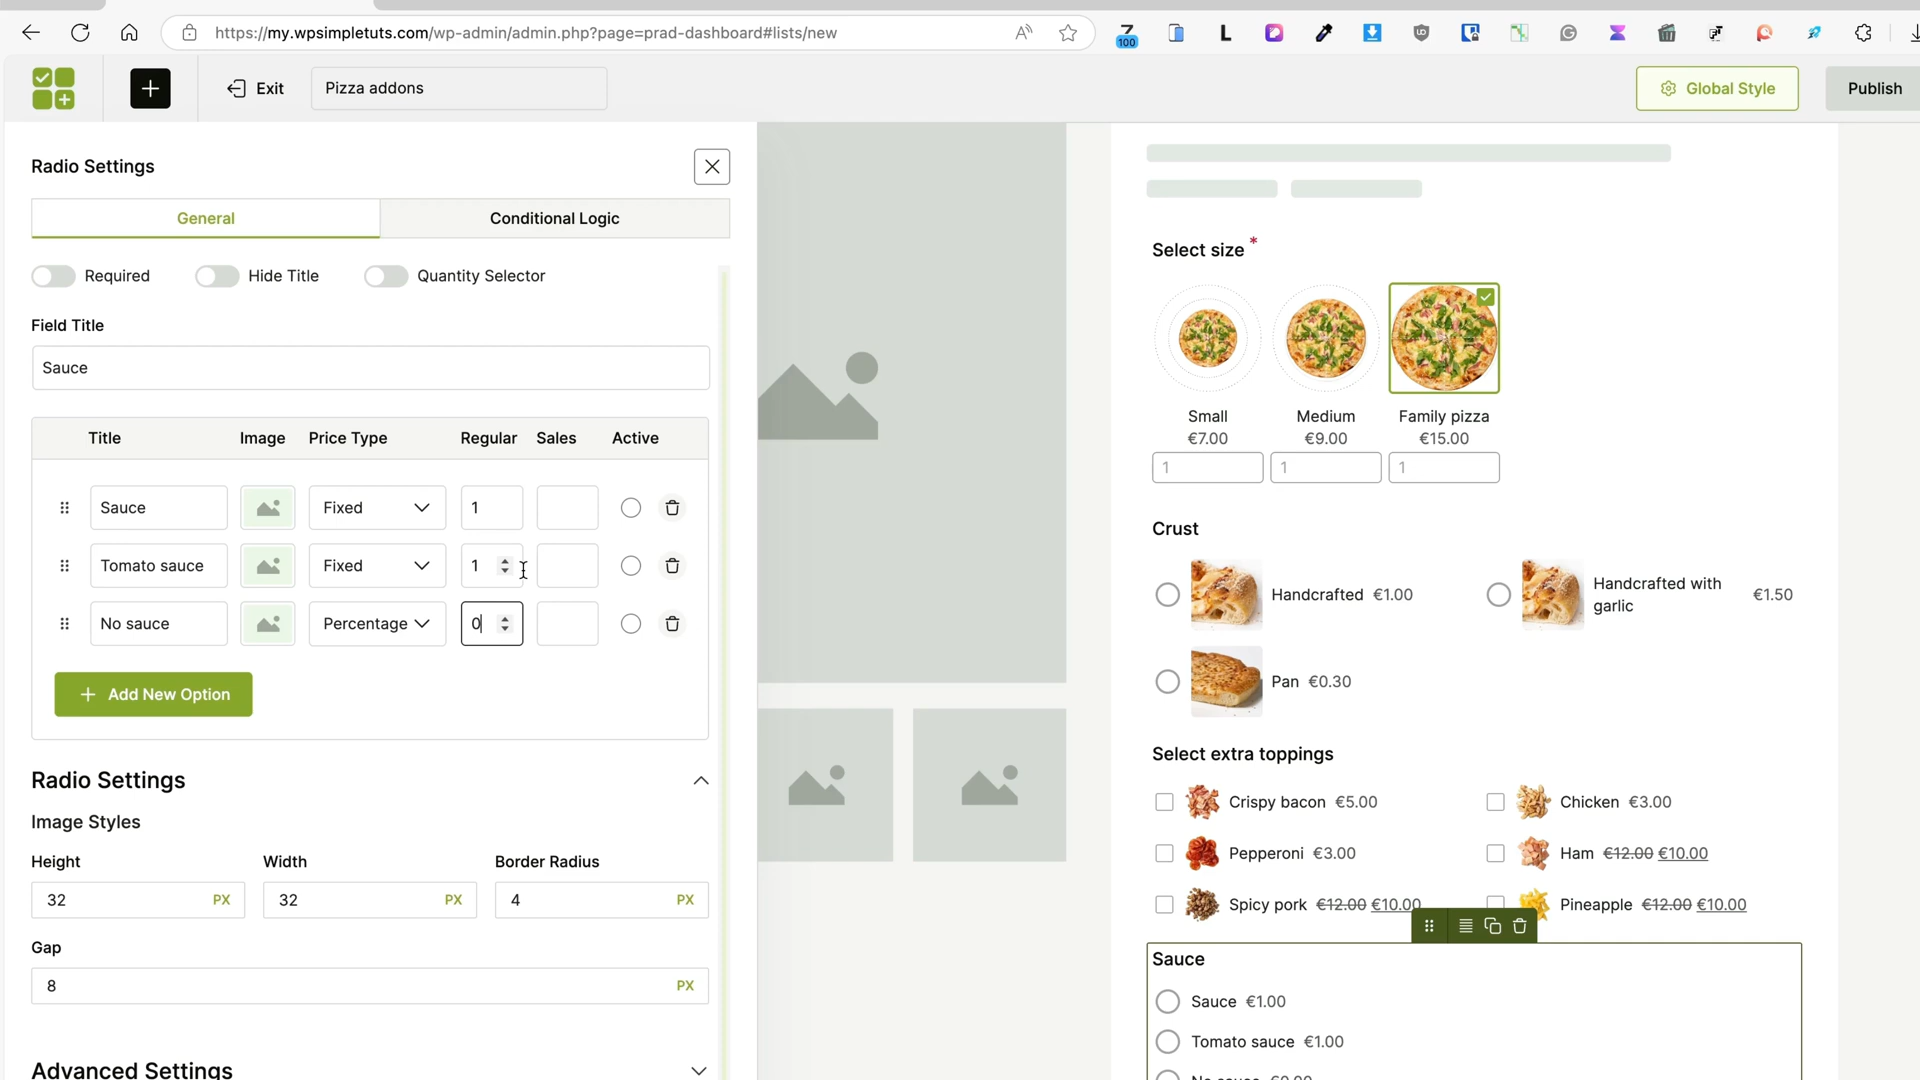 https://my.wpsimpletuts.com/wp-admin/admin.php?page=prad-dashboard#lists/new
100
Exit
Pizza addons
Global Style
Publish
Radio Settings
General
Conditional Logic
Required
Hide Title
Quantity Selector
Field Title
Sauce
Title
Image
Price Type
Regular
Sales
Active
Sauce
Fixed
1
Tomato sauce
Fixed
1
No sauce
Percentage
0
+ Add New Option
Radio Settings
Image Styles
Height
Width
Border Radius
32 PX
32 PX
4 PX
Gap
8 PX
Advanced Settings
Select size *
Small
Medium
Family pizza
€7.00
€9.00
€15.00
1
1
1
Crust
Handcrafted €1.00
Handcrafted with
garlic
€1.50
Pan €0.30
Select extra toppings
Crispy bacon €5.00
Chicken €3.00
Pepperoni €3.00
Ham €12.00 €10.00
Spicy pork €12.00 €10.00
Pineapple €12.00 €10.00
Sauce
Sauce €1.00
Tomato sauce €1.00
No sauce €0.00